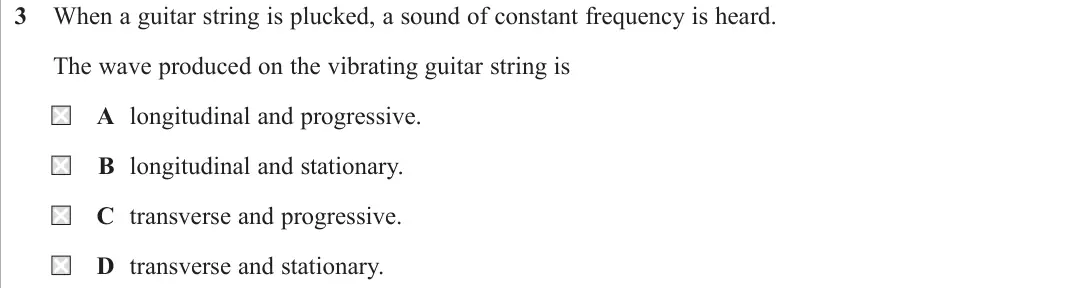 3 When a guitar string is plucked, a sound of constant frequency is heard.
The wave produced on the vibrating guitar string is
A longitudinal and progressive.
B longitudinal and stationary.
C transverse and progressive.
D transverse and stationary.